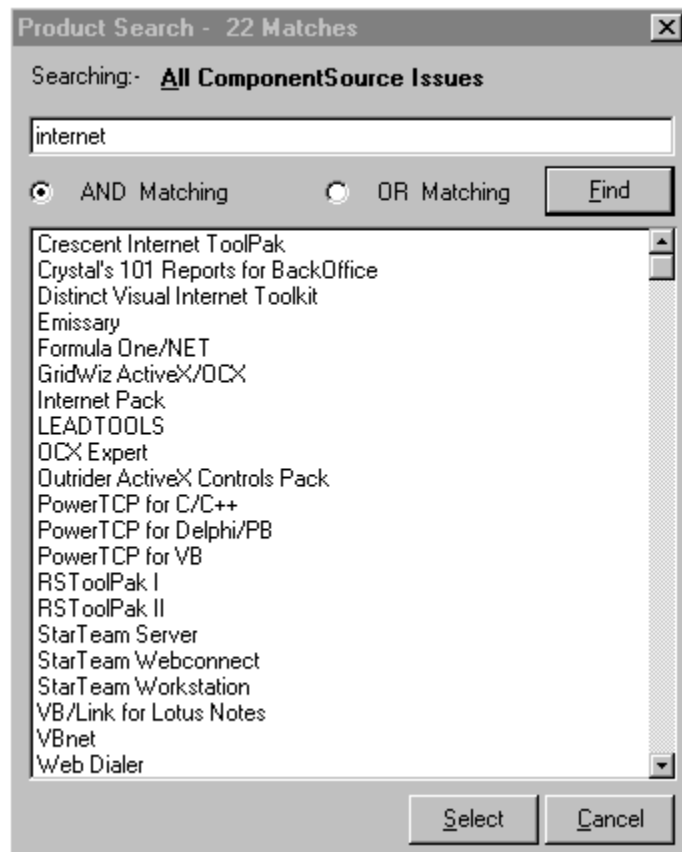 Product Search - 22 Matches
Searching:- All ComponentSource Issues
internet
AND Matching OR Matching Find
Crescent Internet ToolPak
Crystal's 101 Reports for BackOffice
Distinct Visual Internet Toolkit
Emissary
Formula One/NET
GridWiz ActiveX/OCX
Internet Pack
LEADTOOLS
OCX Expert
Outrider ActiveX Controls Pack
PowerTCP for C/C++
PowerTCP for Delphi/PB
PowerTCP for VB
RSToolPak I
RSToolPak II
StarTeam Server
StarTeam Webconnect
StarTeam Workstation
VB/Link for Lotus Notes
VBnet
Web Dialer
Select Cancel